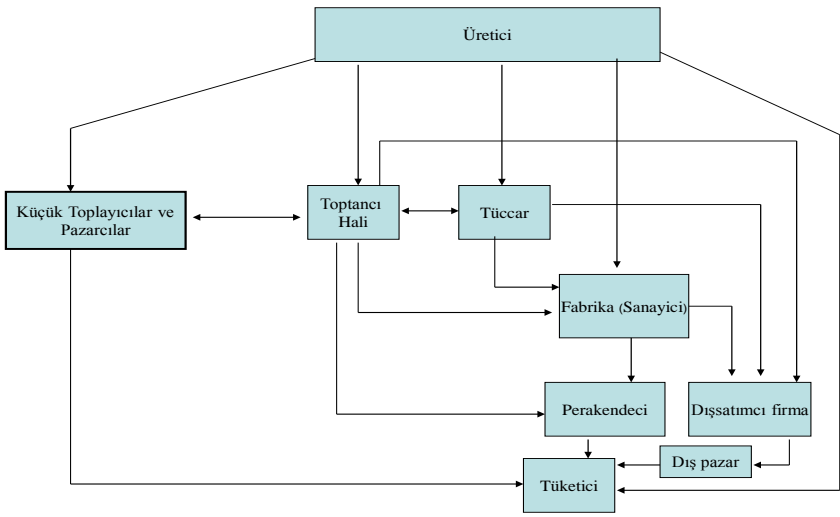 Üretici
Küçük Toplayıcılar ve
Pazarcılar
Toptancı
Hali
Tüccar
Fabrika (Sanayici)
Perakendeci
Dışsatımcı firma
Dış pazar
Tüketici